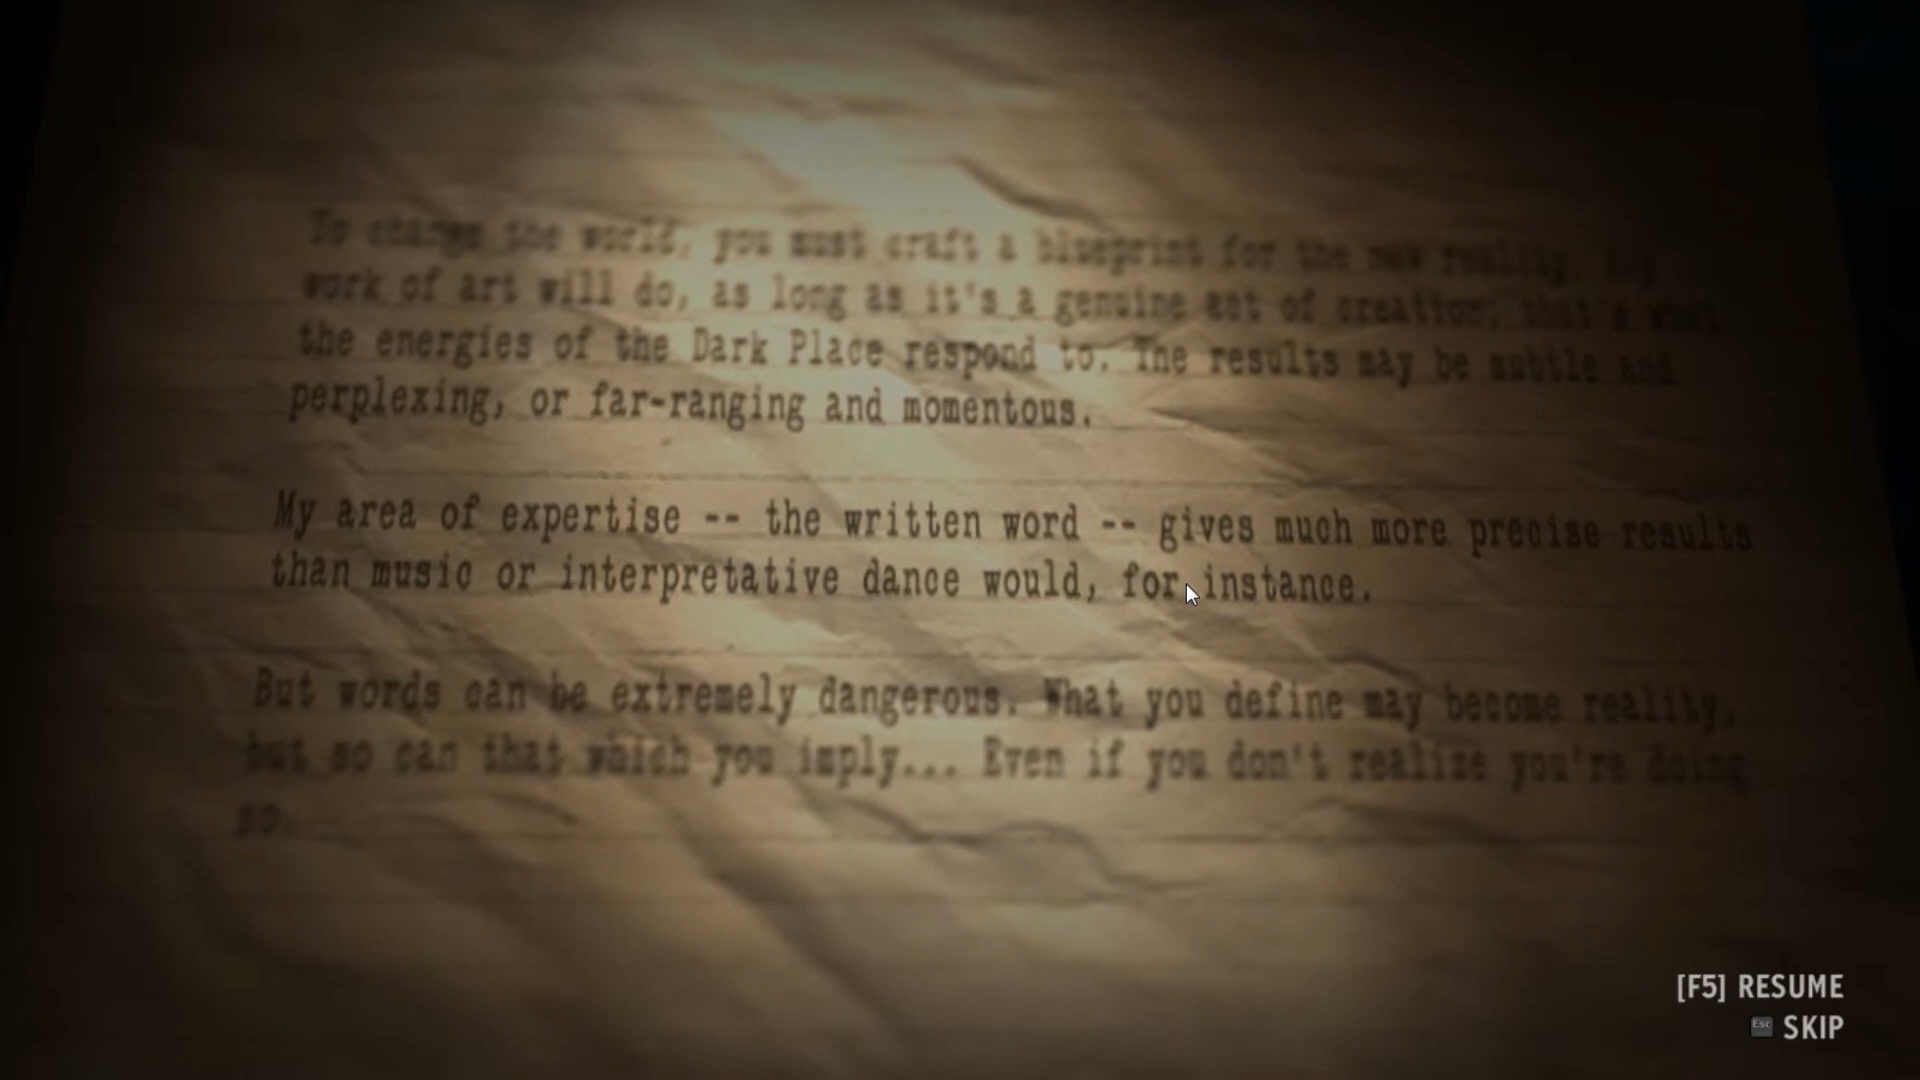 To change the world, you must craft a blueprint for the new reality. Any
work of art will do, as long as it's a genuine act of creation; that's what
the energies of the Dark Place respond to. The results may be subtle and
perplexing, or far-ranging and momentous.
My area of expertise -- the written word -- gives much more precise results
than music or interpretative dance would, for instance.
But words can be extremely dangerous. What you define may become reality,
but so can that which you imply... Even if you don't realize you're doing
so.
[F5] RESUME
Esc SKIP